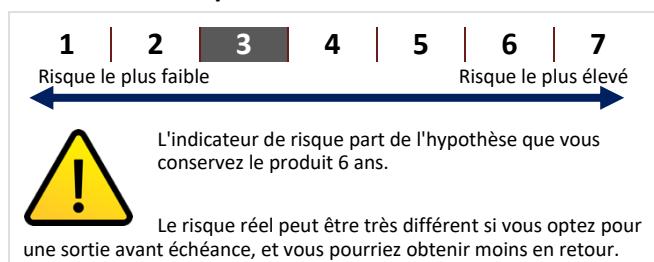 1 2 3 4 5 6 7
Risque le plus faible Risque le plus élevé
L'indicateur de risque part de l'hypothèse que vous
conservez le produit 6 ans.
Le risque réel peut être très différent si vous optez pour
une sortie avant échéance, et vous pourriez obtenir moins en retour.